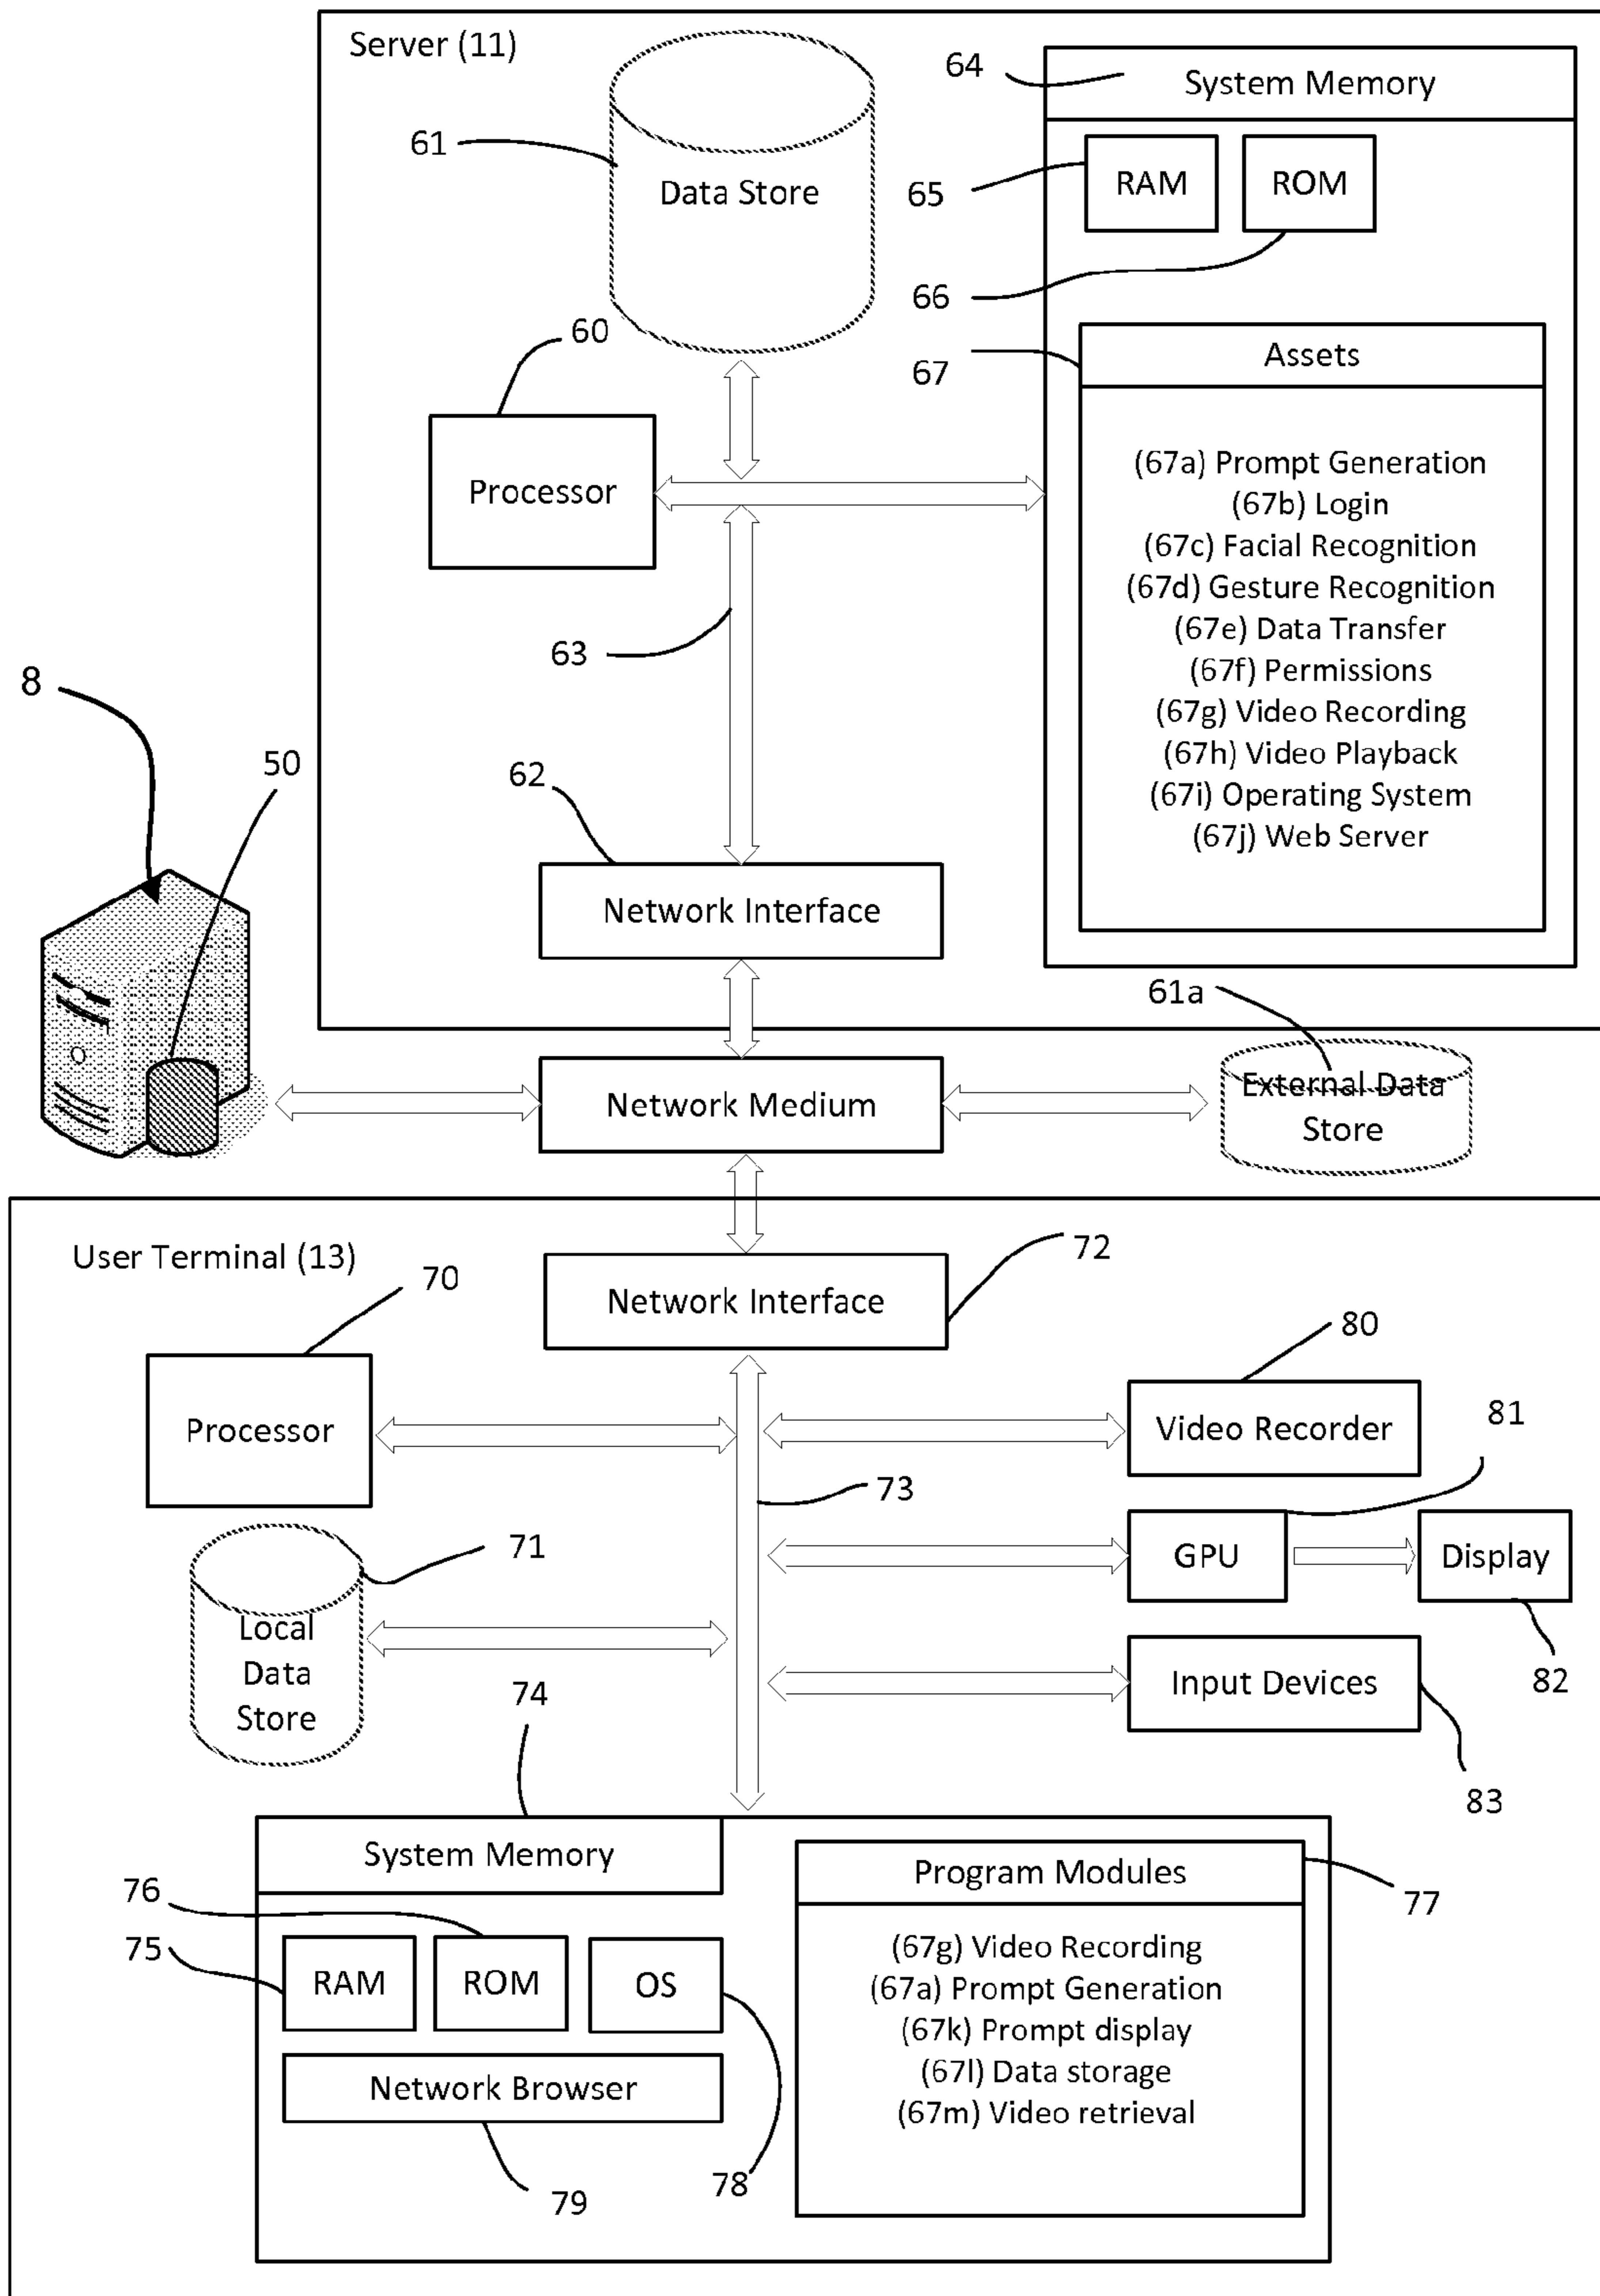 Server (11)
64
System Memory
61
Data Store
65
RAM
ROM
66
60
67
Assets
Processor
(67a) Prompt Generation
(67b) Login
(67c) Facial Recognition
(67d) Gesture Recognition
(67e) Data Transfer
(67f) Permissions
(67g) Video Recording
(67h) Video Playback
(67i) Operating System
(67j) Web Server
63
8
50
62
Network Interface
61a
Network Medium
External Data
Store
User Terminal (13)
72
70
Network Interface
80
Processor
Video Recorder
81
73
71
GPU
Display
Local
Data
Store
Input Devices
82
74
83
System Memory
Program Modules
76
77
75
RAM
ROM
OS
(67g) Video Recording
(67a) Prompt Generation
(67k) Prompt display
(67l) Data storage
(67m) Video retrieval
Network Browser
78
79